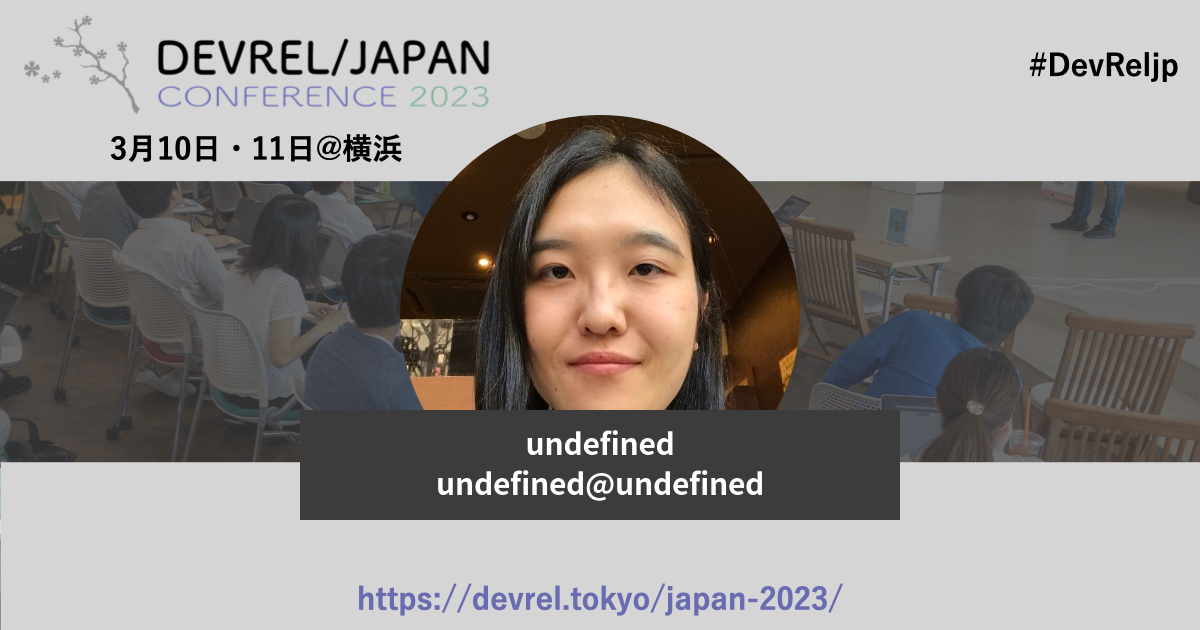 DEVREL/JAPAN
CONFERENCE 2023
#DevReljp
3月10日・11日@横浜
undefined
undefined@undefined
https://devrel.tokyo/japan-2023/